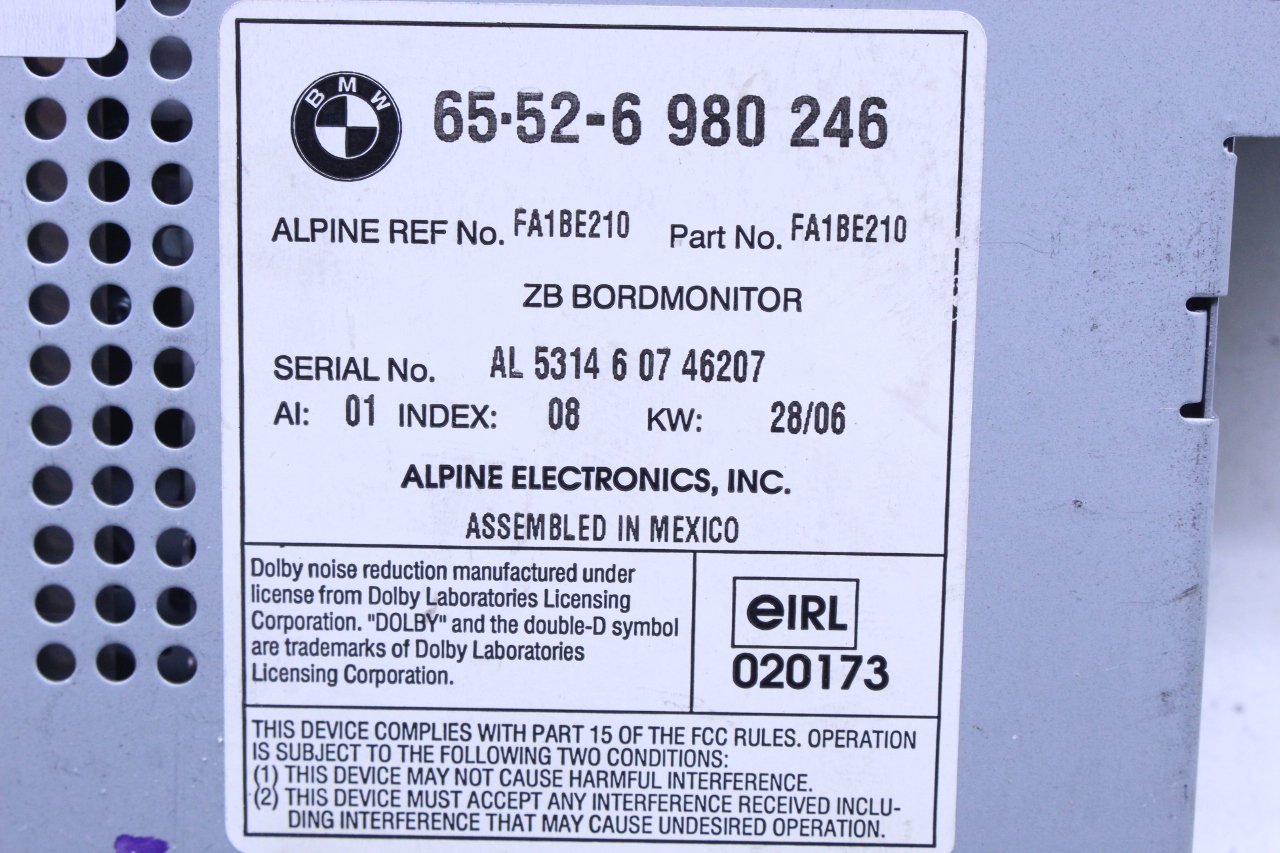 BMW
65·52-6 980 246
ALPINE REF No. FA1BE210 Part No. FA1BE210
ZB BORDMONITOR
SERIAL No. AL 5314 6 07 46207
AI: 01 INDEX: 08 KW: 28/06
ALPINE ELECTRONICS, INC.
ASSEMBLED IN MEXICO
Dolby noise reduction manufactured under
license from Dolby Laboratories Licensing
Corporation. "DOLBY" and the double-D symbol
are trademarks of Dolby Laboratories
Licensing Corporation.
eIRL
020173
THIS DEVICE COMPLIES WITH PART 15 OF THE FCC RULES. OPERATION
IS SUBJECT TO THE FOLLOWING TWO CONDITIONS:
(1) THIS DEVICE MAY NOT CAUSE HARMFUL INTERFERENCE.
(2) THIS DEVICE MUST ACCEPT ANY INTERFERENCE RECEIVED INCLU-
DING INTERFERENCE THAT MAY CAUSE UNDESIRED OPERATION.